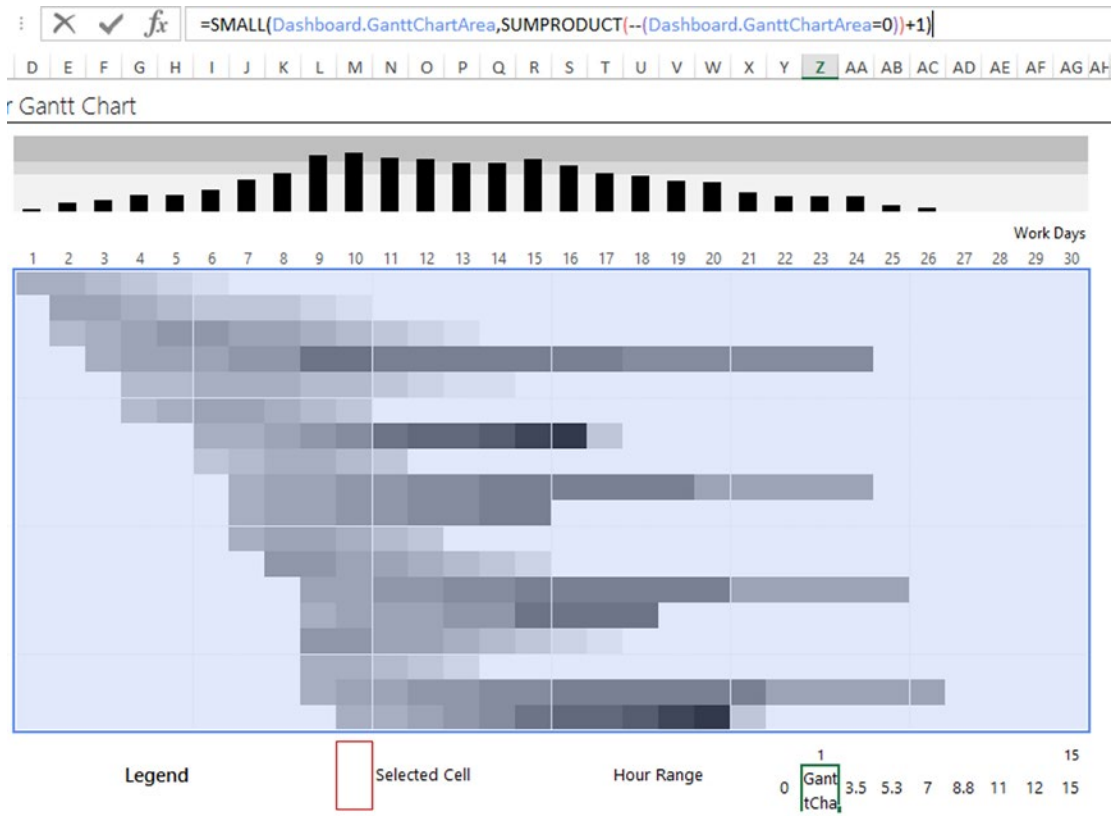 =SMALL(Dashboard.GanttChartArea,SUMPRODUCT(--(Dashboard.GanttChartArea=0))+1)
D E F G H I J K L M N O P Q R S T U V W X Y Z AA AB AC AD AE AF AG AH
r Gantt Chart
Work Days
1 2 3 4 5 6 7 8 9 10 11 12 13 14 15 16 17 18 19 20 21 22 23 24 25 26 27 28 29 30
1 15
Legend Selected Cell Hour Range 0 Gant 3.5 5.3 7 8.8 11 12 15
tCha